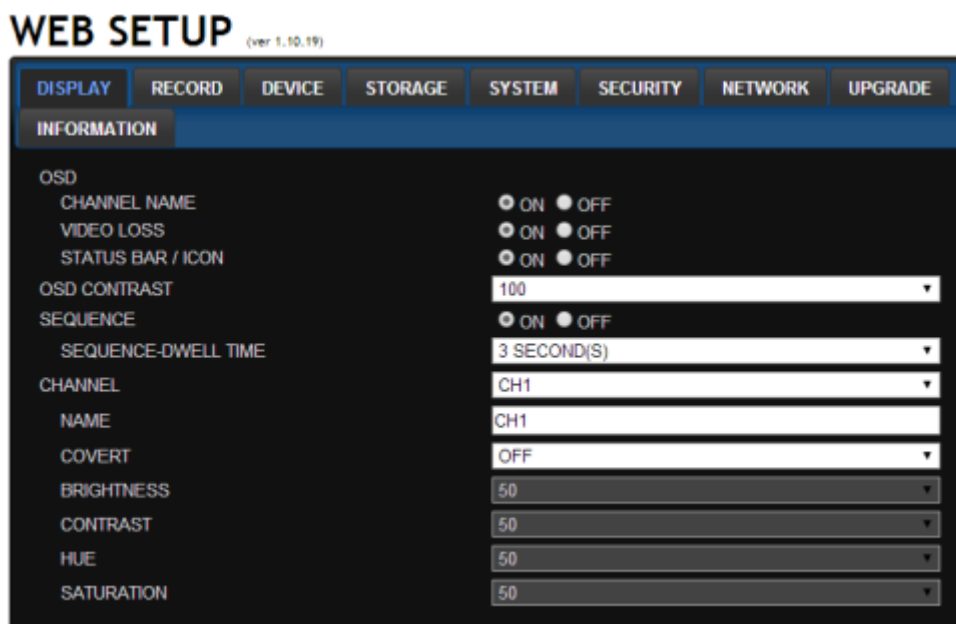 WEB SETUP (ver 1.10.19)
DISPLAY RECORD DEVICE STORAGE SYSTEM SECURITY NETWORK UPGRADE
INFORMATION
OSD
CHANNEL NAME ON OFF
VIDEO LOSS ON OFF
STATUS BAR / ICON ON OFF
OSD CONTRAST 100
SEQUENCE ON OFF
SEQUENCE-DWELL TIME 3 SECOND(S)
CHANNEL CH1
NAME CH1
COVERT OFF
BRIGHTNESS 50
CONTRAST 50
HUE 50
SATURATION 50